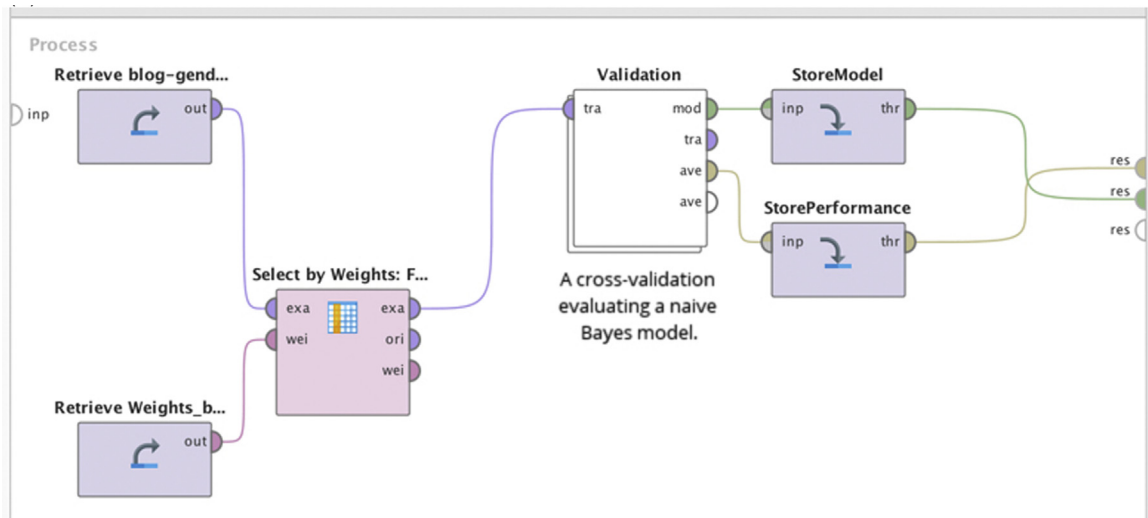 Process
Retrieve blog-gend...
inp
out
Validation
tra
mod
tra
ave
ave
StoreModel
inp
thr
StorePerformance
inp
thr
res
res
res
A cross-validation
evaluating a naive
Bayes model.
Select by Weights: F...
exa
wei
exa
ori
wei
Retrieve Weights_b...
out